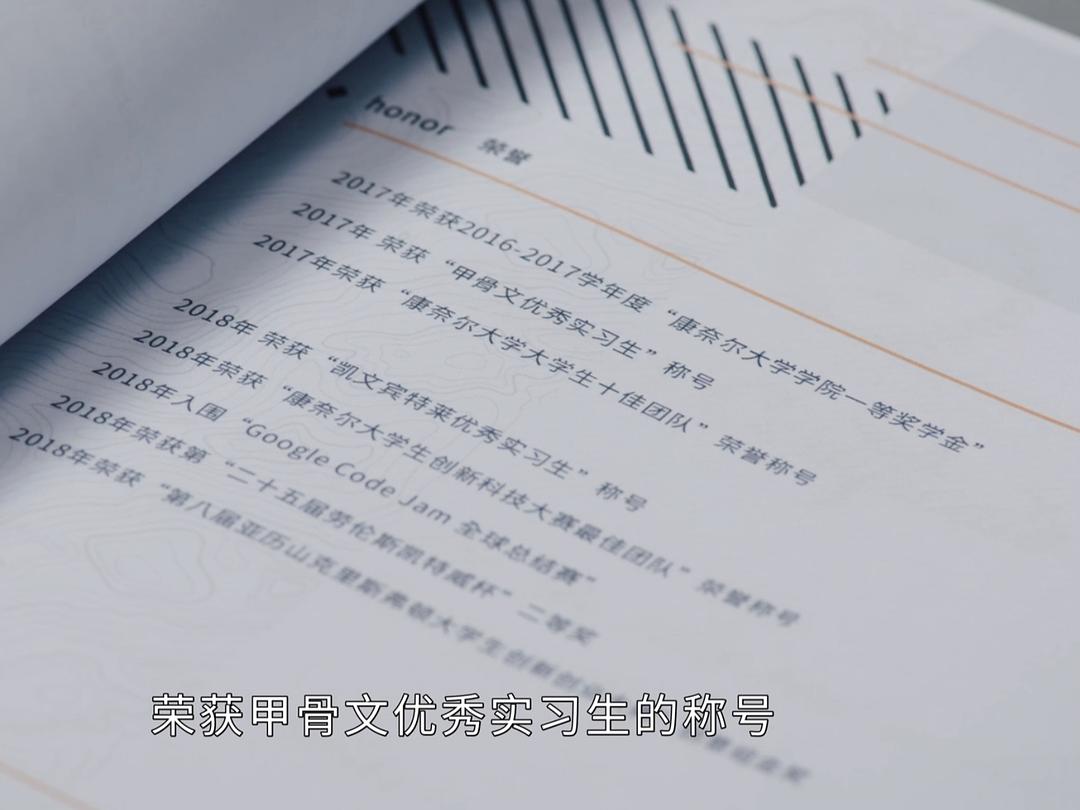 honor 荣誉
2017年荣获2016-2017学年度“康奈尔大学学院一等奖学金”
2017年 荣获“甲骨文优秀实习生”称号
2017年荣获“康奈尔大学大学生十佳团队”荣誉称号
2018年 荣获“凯文宾特莱优秀实习生”称号
2018年荣获“康奈尔大学生创新科技大赛最佳团队”荣誉称号
2018年入围“Google Code Jam 全球总结赛”
2018年荣获第“二十五届劳伦斯凯特威杯”二等奖
2018年荣获“第八届亚历山克里斯弗顿大学生创新创
荣获甲骨文优秀实习生的称号